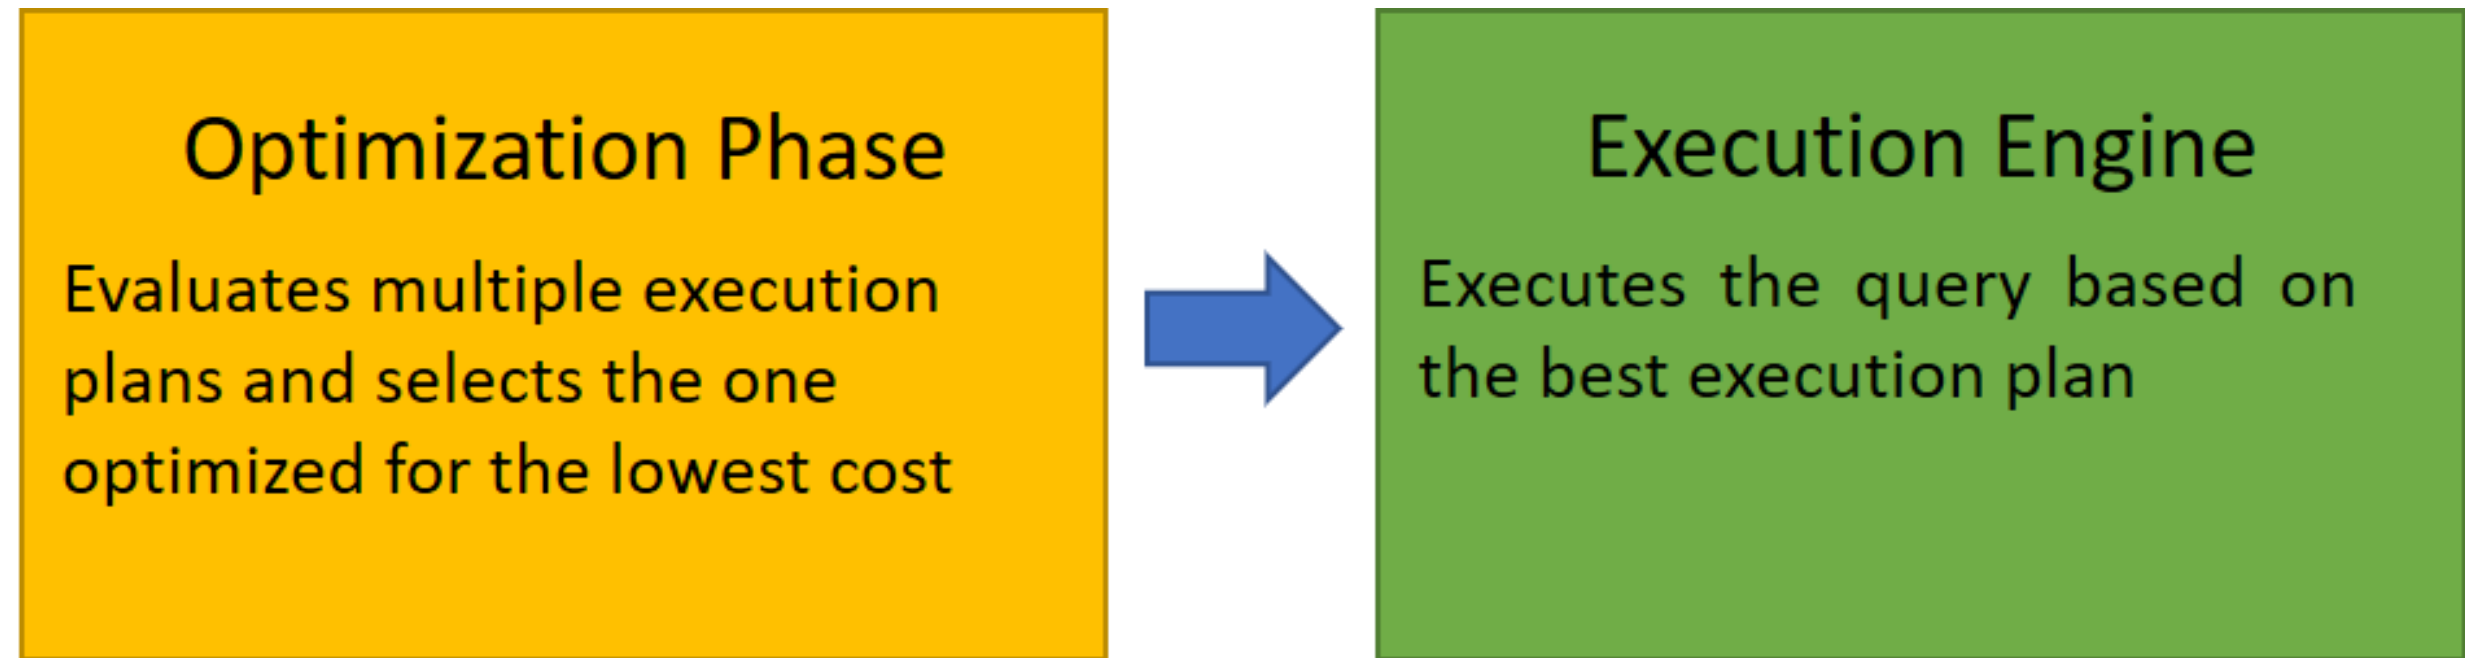 Optimization Phase
Evaluates multiple execution
plans and selects the one
optimized for the lowest cost
Execution Engine
Executes the query based on
the best execution plan